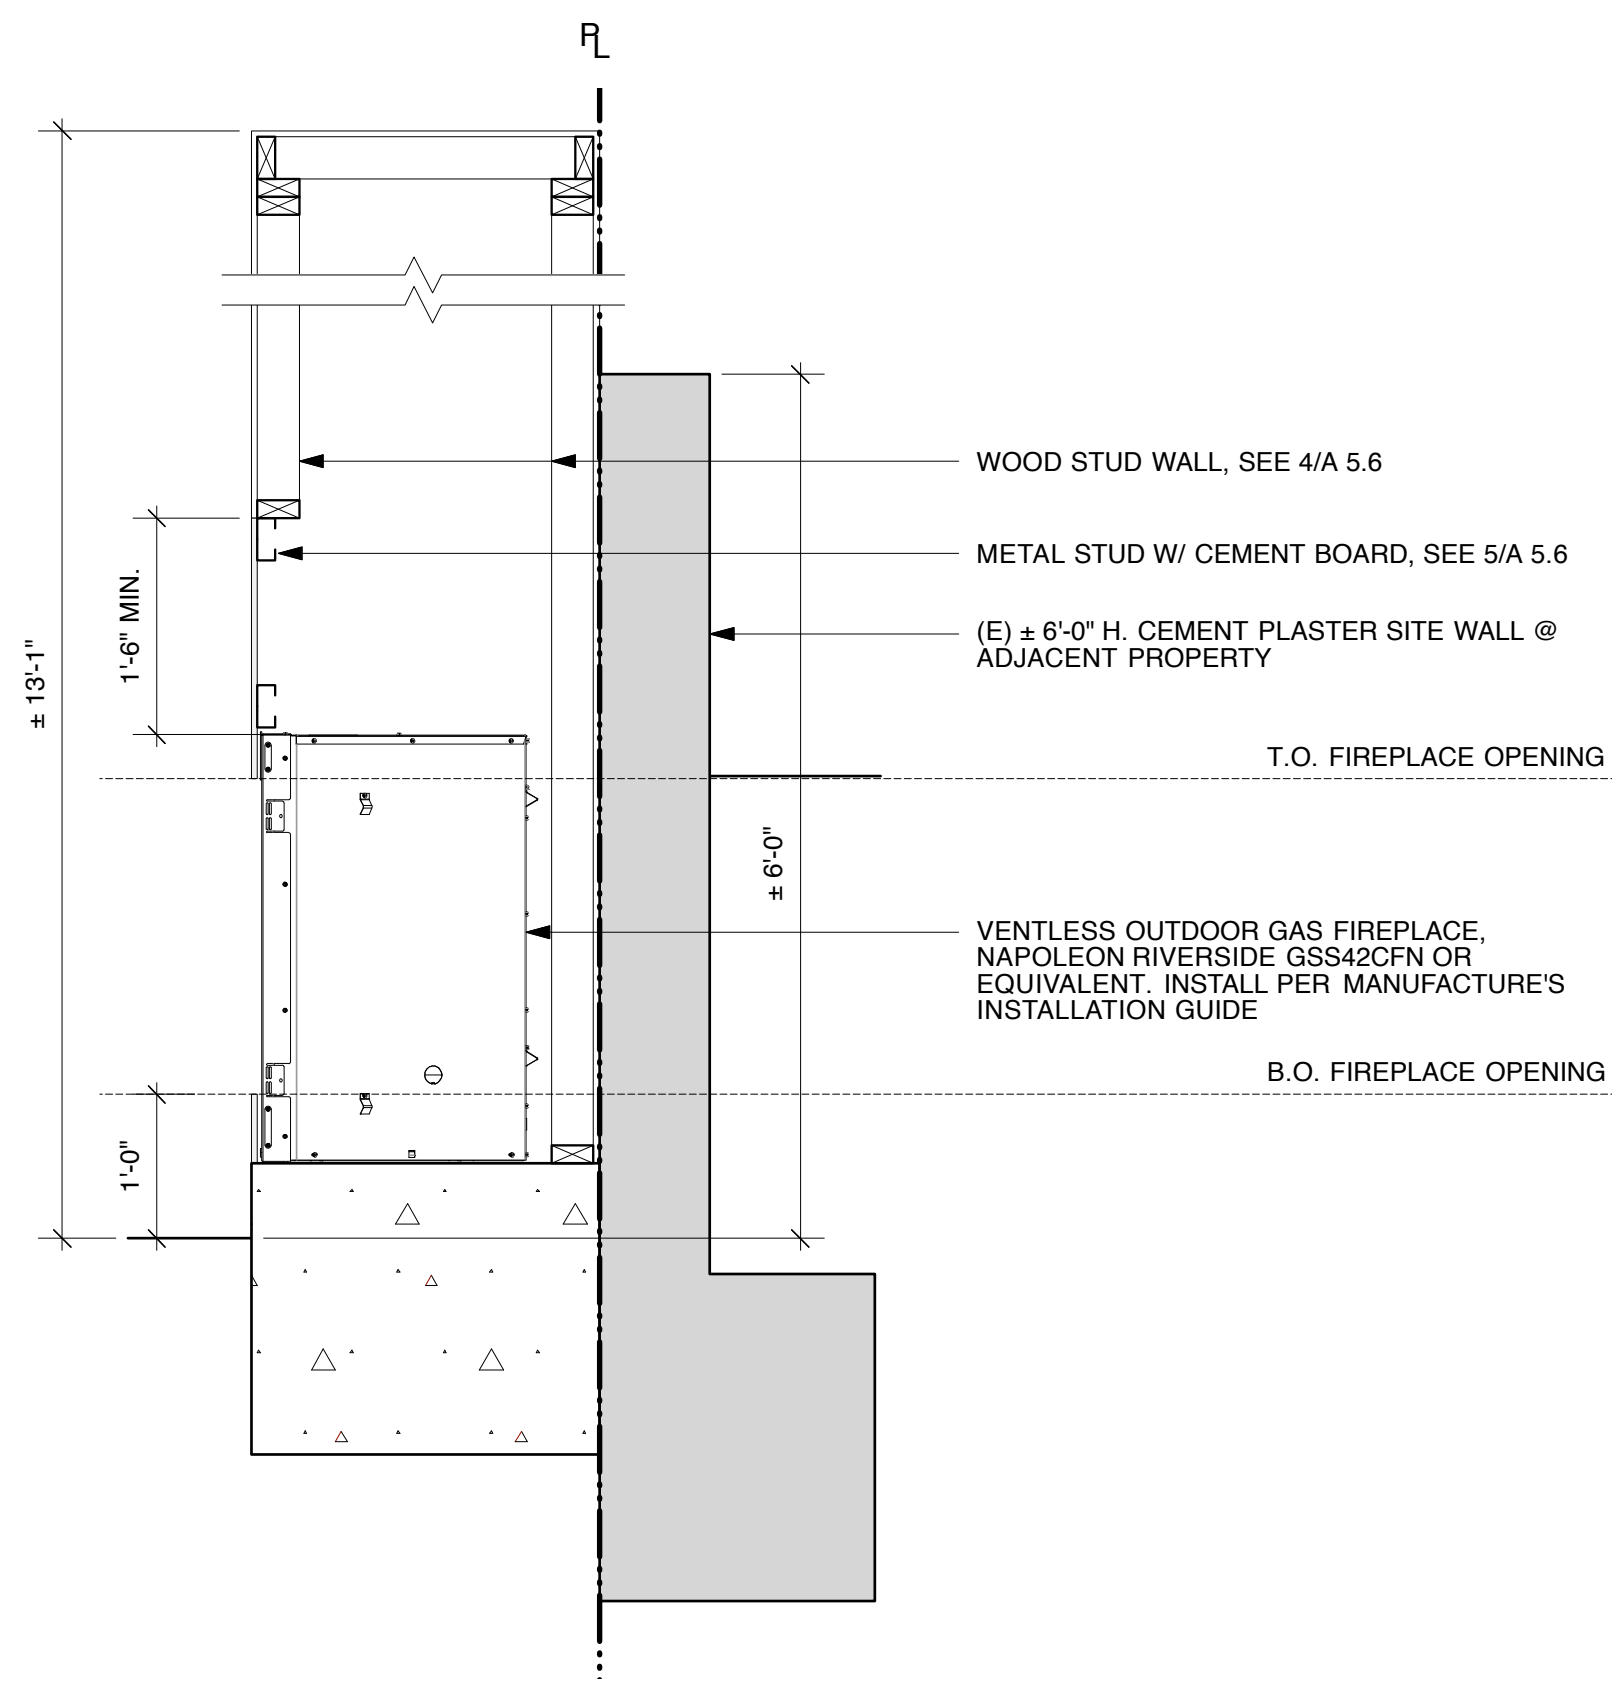 PL
WOOD STUD WALL, SEE 4/A 5.6
METAL STUD W/ CEMENT BOARD, SEE 5/A 5.6
1'-6" MIN.
(E) ± 6'-0" H. CEMENT PLASTER SITE WALL @
ADJACENT PROPERTY
± 13'-1"
T.O. FIREPLACE OPENING
± 6'-0"
VENTLESS OUTDOOR GAS FIREPLACE,
NAPOLEON RIVERSIDE GSS42CFN OR
EQUIVALENT. INSTALL PER MANUFACTURE'S
INSTALLATION GUIDE
B.O. FIREPLACE OPENING
1'-0"